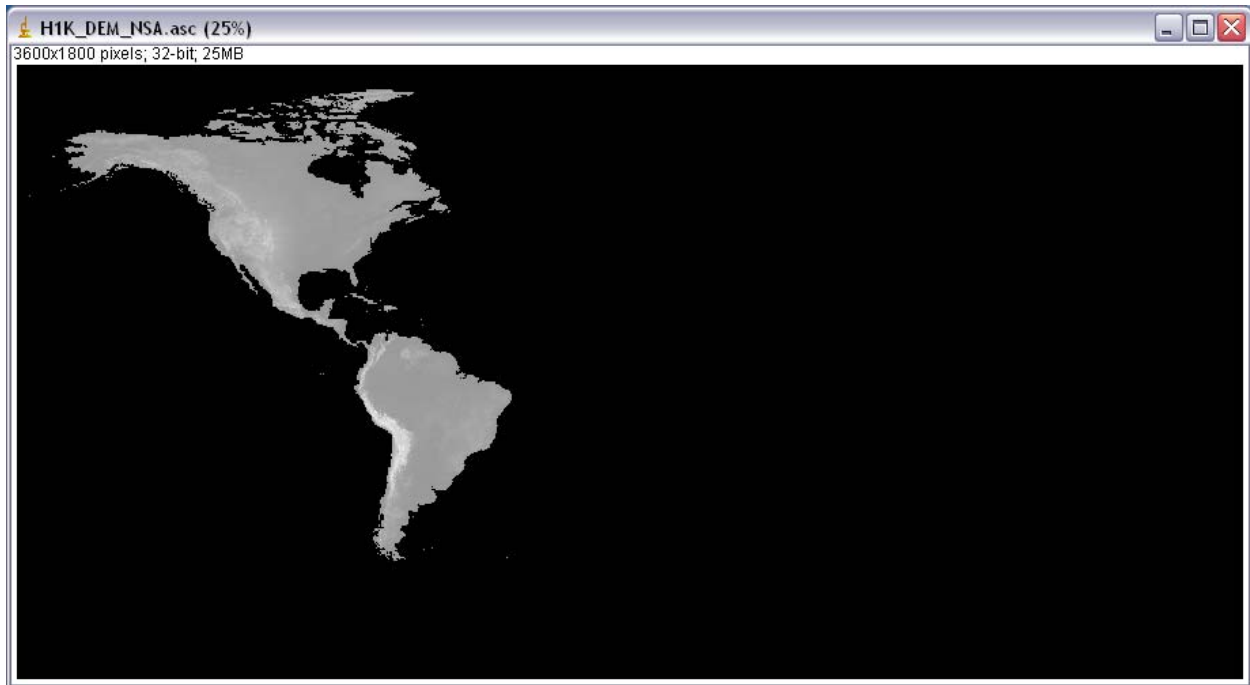 H1K_DEM_NSA.asc (25%)
3600x1800 pixels; 32-bit; 25MB